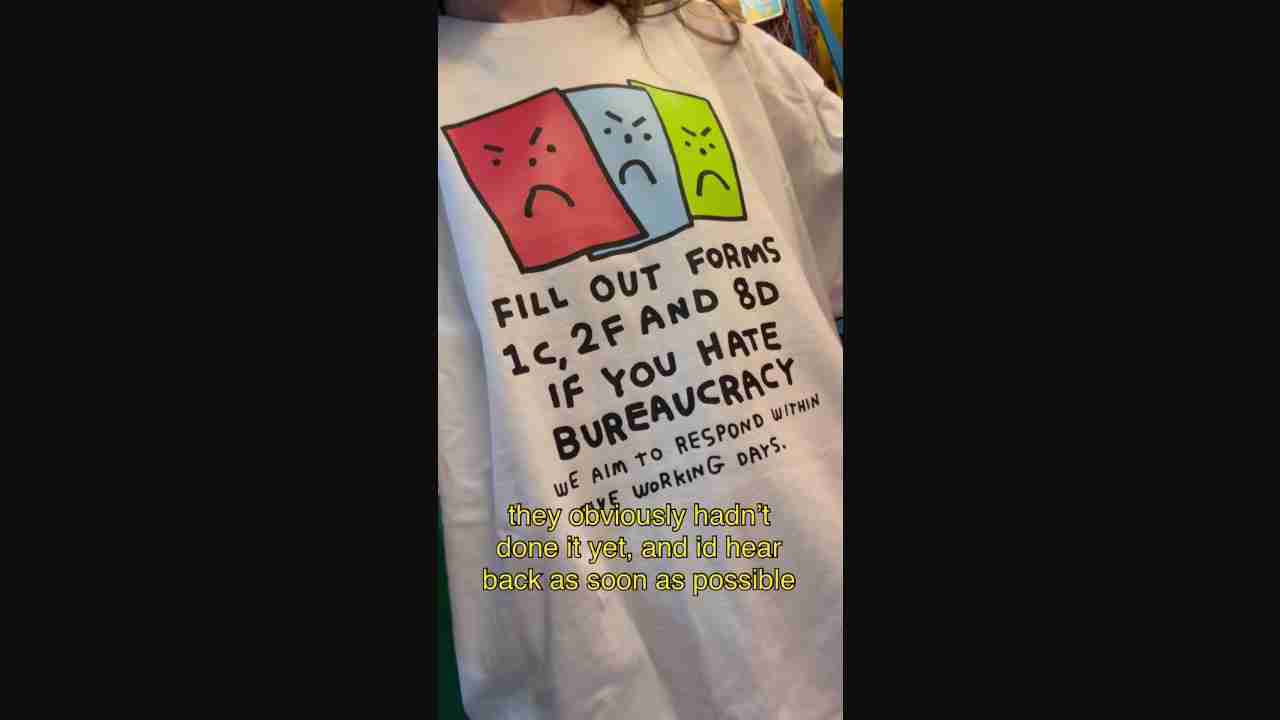 FILL OUT FORMS
1C, 2F AND 8D
IF YOU HATE
BUREAUCRACY
WE AIM TO RESPOND WITHIN
WORKING DAYS.
they obviously hadn't
done it yet, and id hear
back as soon as possible